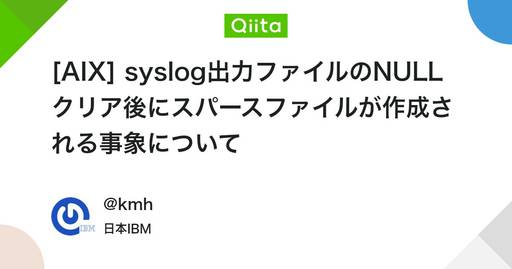 Qiita
[AIX] syslog出力ファイルのNULL
クリア後にスパースファイルが作成さ
れる事象について
@kmh
日本IBM
IBM